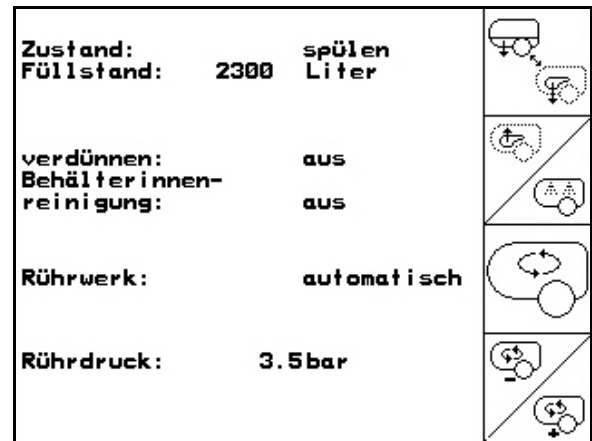 Zustand: spülen
Füllstand: 2300 Liter
verdünnen: aus
Behälterinnen-
reinigung: aus
Rührwerk: automatisch
Rührdruck: 3.5bar